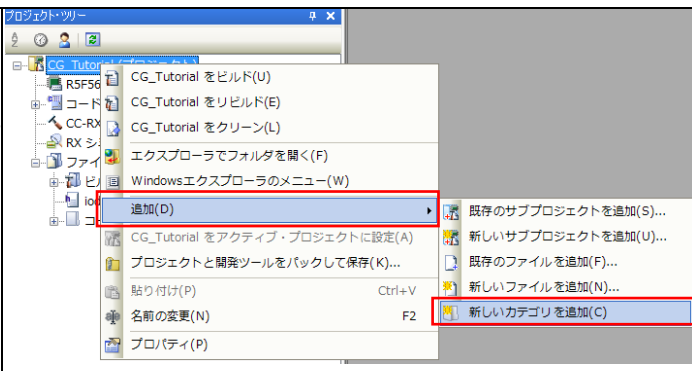 プロジェクト・ツリー
CG_Tutorial (プロジェクト)
R5F56
コード
CC-RX
RX シ
ファイ
ビル
iod
コー
CG_Tutorial をビルド(U)
CG_Tutorial をリビルド(E)
CG_Tutorial をクリーン(L)
エクスプローラでフォルダを開く(F)
Windowsエクスプローラのメニュー(W)
追加(D)
CG_Tutorial をアクティブ・プロジェクトに設定(A)
プロジェクトと開発ツールをパックして保存(K)...
貼り付け(P) Ctrl+V
名前の変更(N) F2
プロパティ(P)
既存のサブプロジェクトを追加(S)...
新しいサブプロジェクトを追加(U)...
既存のファイルを追加(F)...
新しいファイルを追加(N)...
新しいカテゴリを追加(C)